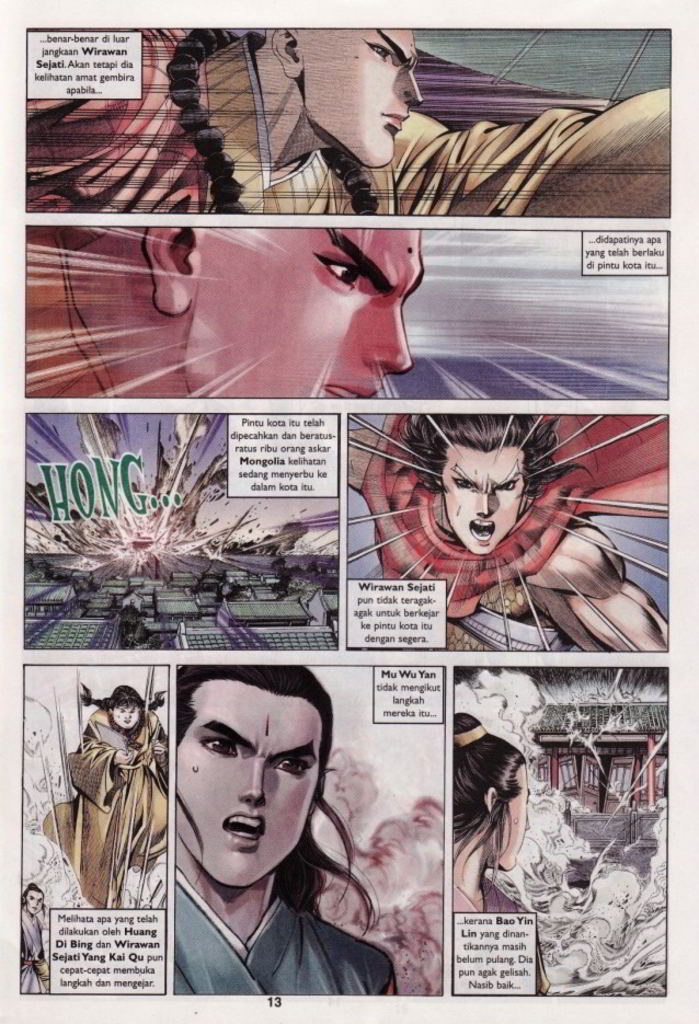 ...benar-benar di luar
jangkaan Wirawan
Sejati. Akan tetapi dia
kelihatan amat gembira
apabila...
...didapatinya apa
yang telah berlaku
di pintu kota itu...
HONG...
Pintu kota itu telah
dipecahkan dan beratus-
ratus ribu orang askar
Mongolia kelihatan
sedang menyerbu ke
dalam kota itu.
Wirawan Sejati
pun tidak teragak-
agak untuk berkejar
ke pintu kota itu
dengan segera.
Melihata apa yang telah
dilakukan oleh Huang
Di Bing dan Wirawan
Sejati Yang Kai Qu pun
cepat-cepat membuka
langkah dan mengejar.
Mu Wu Yan
tidak mengikut
langkah
mereka itu...
...kerana Bao Yin
Lin yang dinan-
tikannya masih
belum pulang. Dia
pun agak gelisah.
Nasib baik...
13